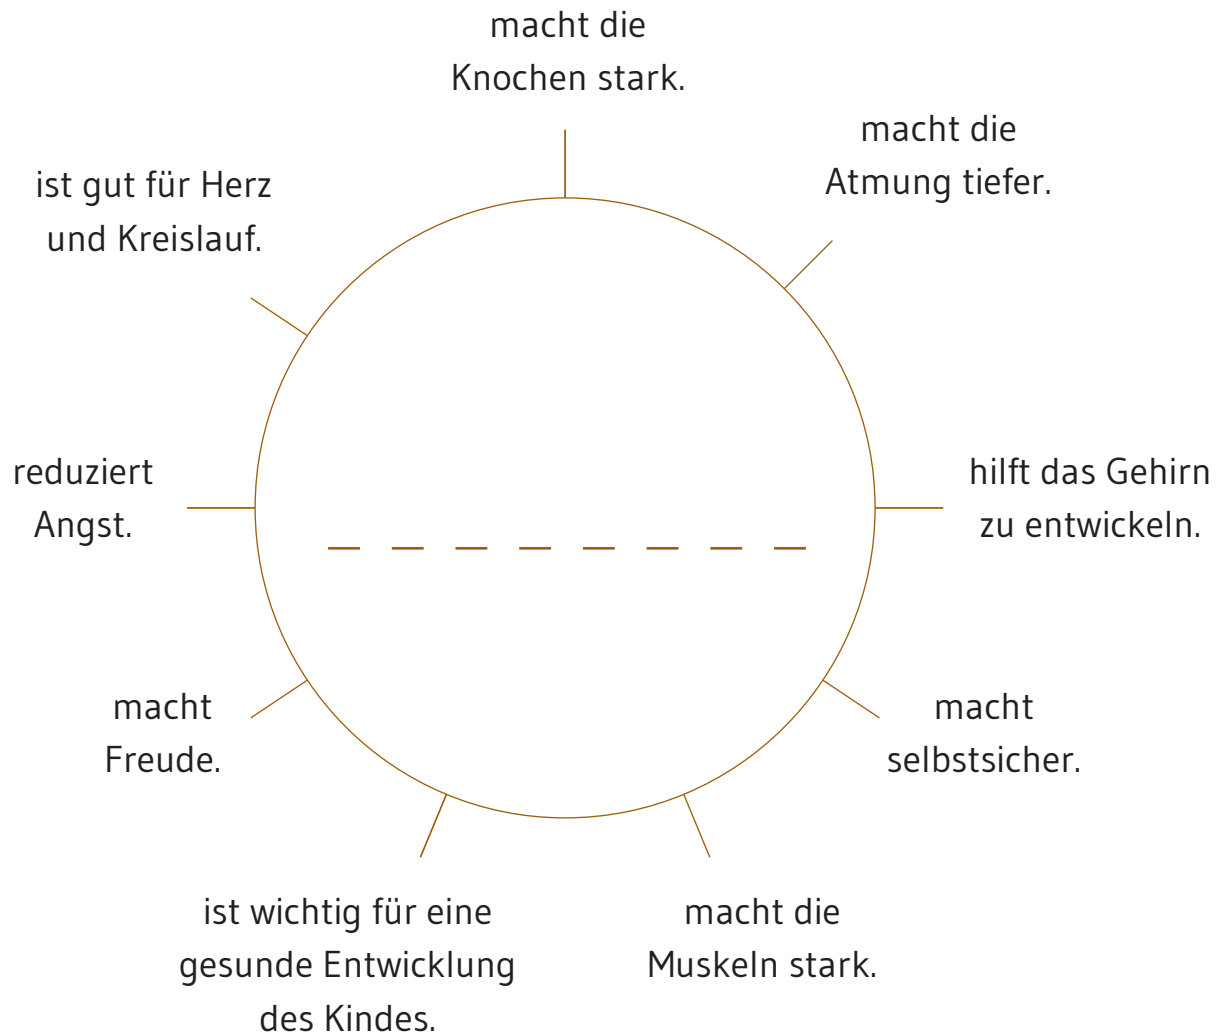 macht die
Knochen stark.
macht die
Atmung tiefer.
ist gut für Herz
und Kreislauf.
reduziert
Angst.
hilft das Gehirn
zu entwickeln.
macht
Freude.
macht
selbstsicher.
ist wichtig für eine
gesunde Entwicklung
des Kindes.
macht die
Muskeln stark.